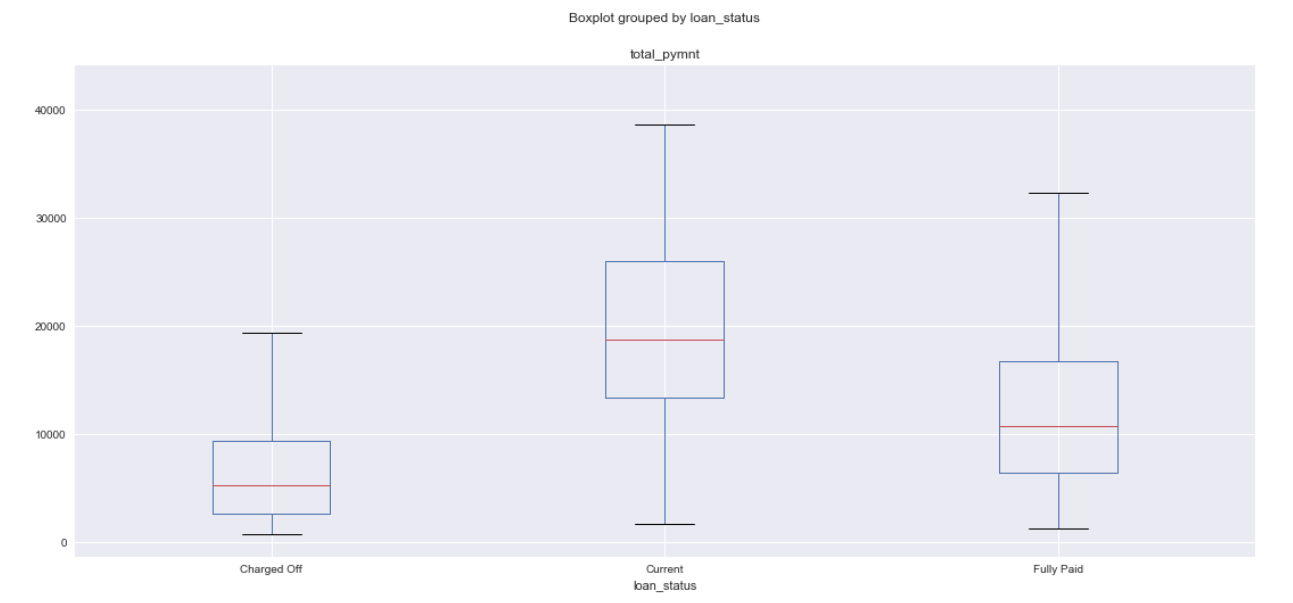 Boxplot grouped by loan_status
total_pymnt
40000
30000
20000
10000
0
Charged Off Current Fully Paid
loan_status